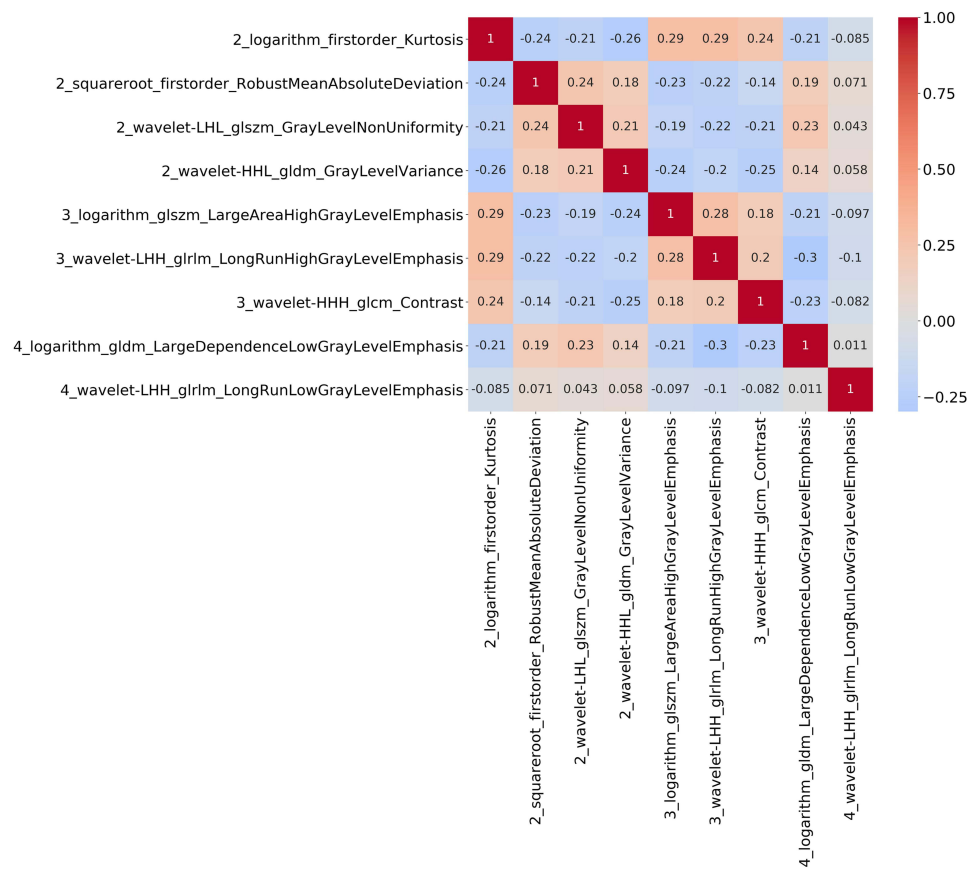 2_logarithm_firstorder_Kurtosis 1 -0.24 -0.21 -0.26 0.29 0.29 0.24 -0.21 -0.085
2_squareroot_firstorder_RobustMeanAbsoluteDeviation -0.24 1 0.24 0.18 -0.23 -0.22 -0.14 0.19 0.071
2_wavelet-LHL_glszm_GrayLevelNonUniformity -0.21 0.24 1 0.21 -0.19 -0.22 -0.21 0.23 0.043
2_wavelet-HHL_gldm_GrayLevelVariance -0.26 0.18 0.21 1 -0.24 -0.2 -0.25 0.14 0.058
3_logarithm_glszm_LargeAreaHighGrayLevelEmphasis 0.29 -0.23 -0.19 -0.24 1 0.28 0.18 -0.21 -0.097
3_wavelet-LHH_glrlm_LongRunHighGrayLevelEmphasis 0.29 -0.22 -0.22 -0.2 0.28 1 0.2 -0.3 -0.1
3_wavelet-HHH_glcm_Contrast 0.24 -0.14 -0.21 -0.25 0.18 0.2 1 -0.23 -0.082
4_logarithm_gldm_LargeDependenceLowGrayLevelEmphasis -0.21 0.19 0.23 0.14 -0.21 -0.3 -0.23 1 0.011
4_wavelet-LHH_glrlm_LongRunLowGrayLevelEmphasis -0.085 0.071 0.043 0.058 -0.097 -0.1 -0.082 0.011 1
2_logarithm_firstorder_Kurtosis
2_squareroot_firstorder_RobustMeanAbsoluteDeviation
2_wavelet-LHL_glszm_GrayLevelNonUniformity
2_wavelet-HHL_gldm_GrayLevelVariance
3_logarithm_glszm_LargeAreaHighGrayLevelEmphasis
3_wavelet-LHH_glrlm_LongRunHighGrayLevelEmphasis
3_wavelet-HHH_glcm_Contrast
4_logarithm_gldm_LargeDependenceLowGrayLevelEmphasis
4_wavelet-LHH_glrlm_LongRunLowGrayLevelEmphasis
1.00
0.75
0.50
0.25
0.00
−0.25